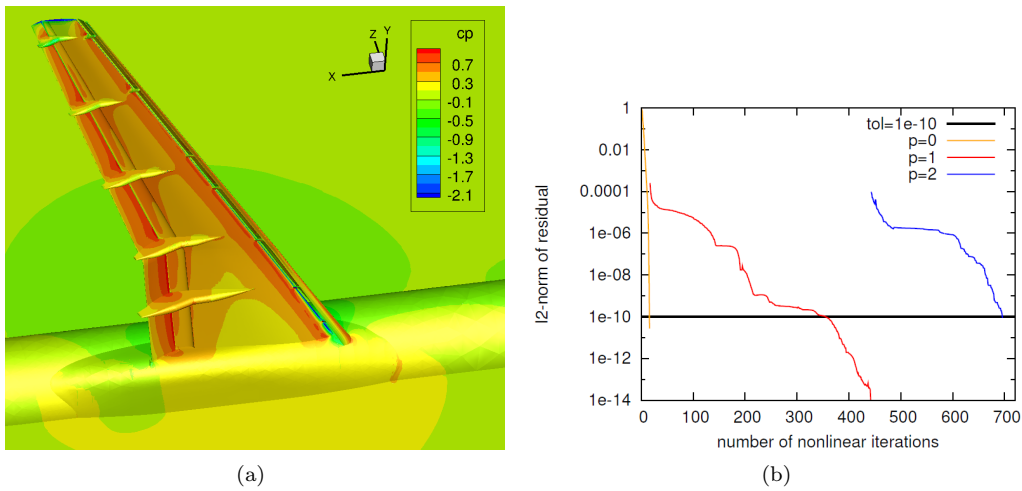 cp
0.7
0.3
-0.1
-0.5
-0.9
-1.3
-1.7
-2.1
Z Y
X
tol=1e-10
p=0
p=1
p=2
1
0.01
0.0001
1e-06
1e-08
1e-10
1e-12
1e-14
l2-norm of residual
0 100 200 300 400 500 600 700
number of nonlinear iterations
(a)
(b)